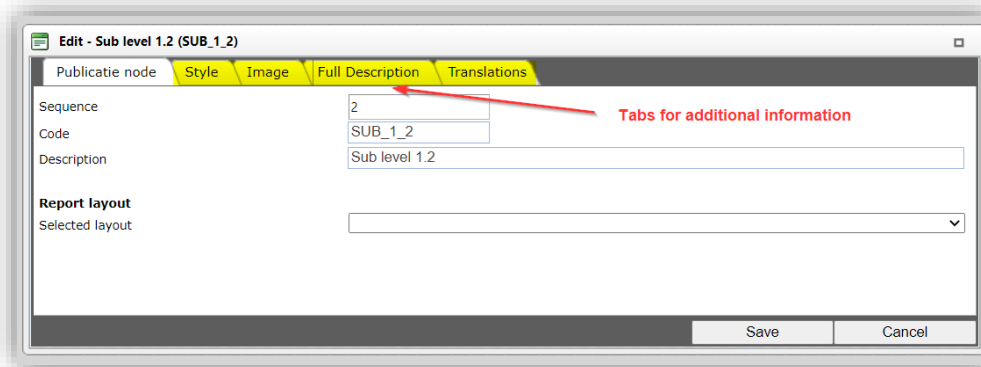 Edit - Sub level 1.2 (SUB_1_2)
Publicatie node Style Image Full Description Translations
Sequence 2
Tabs for additional information
Code SUB_1_2
Description Sub level 1.2
Report layout
Selected layout
Save Cancel